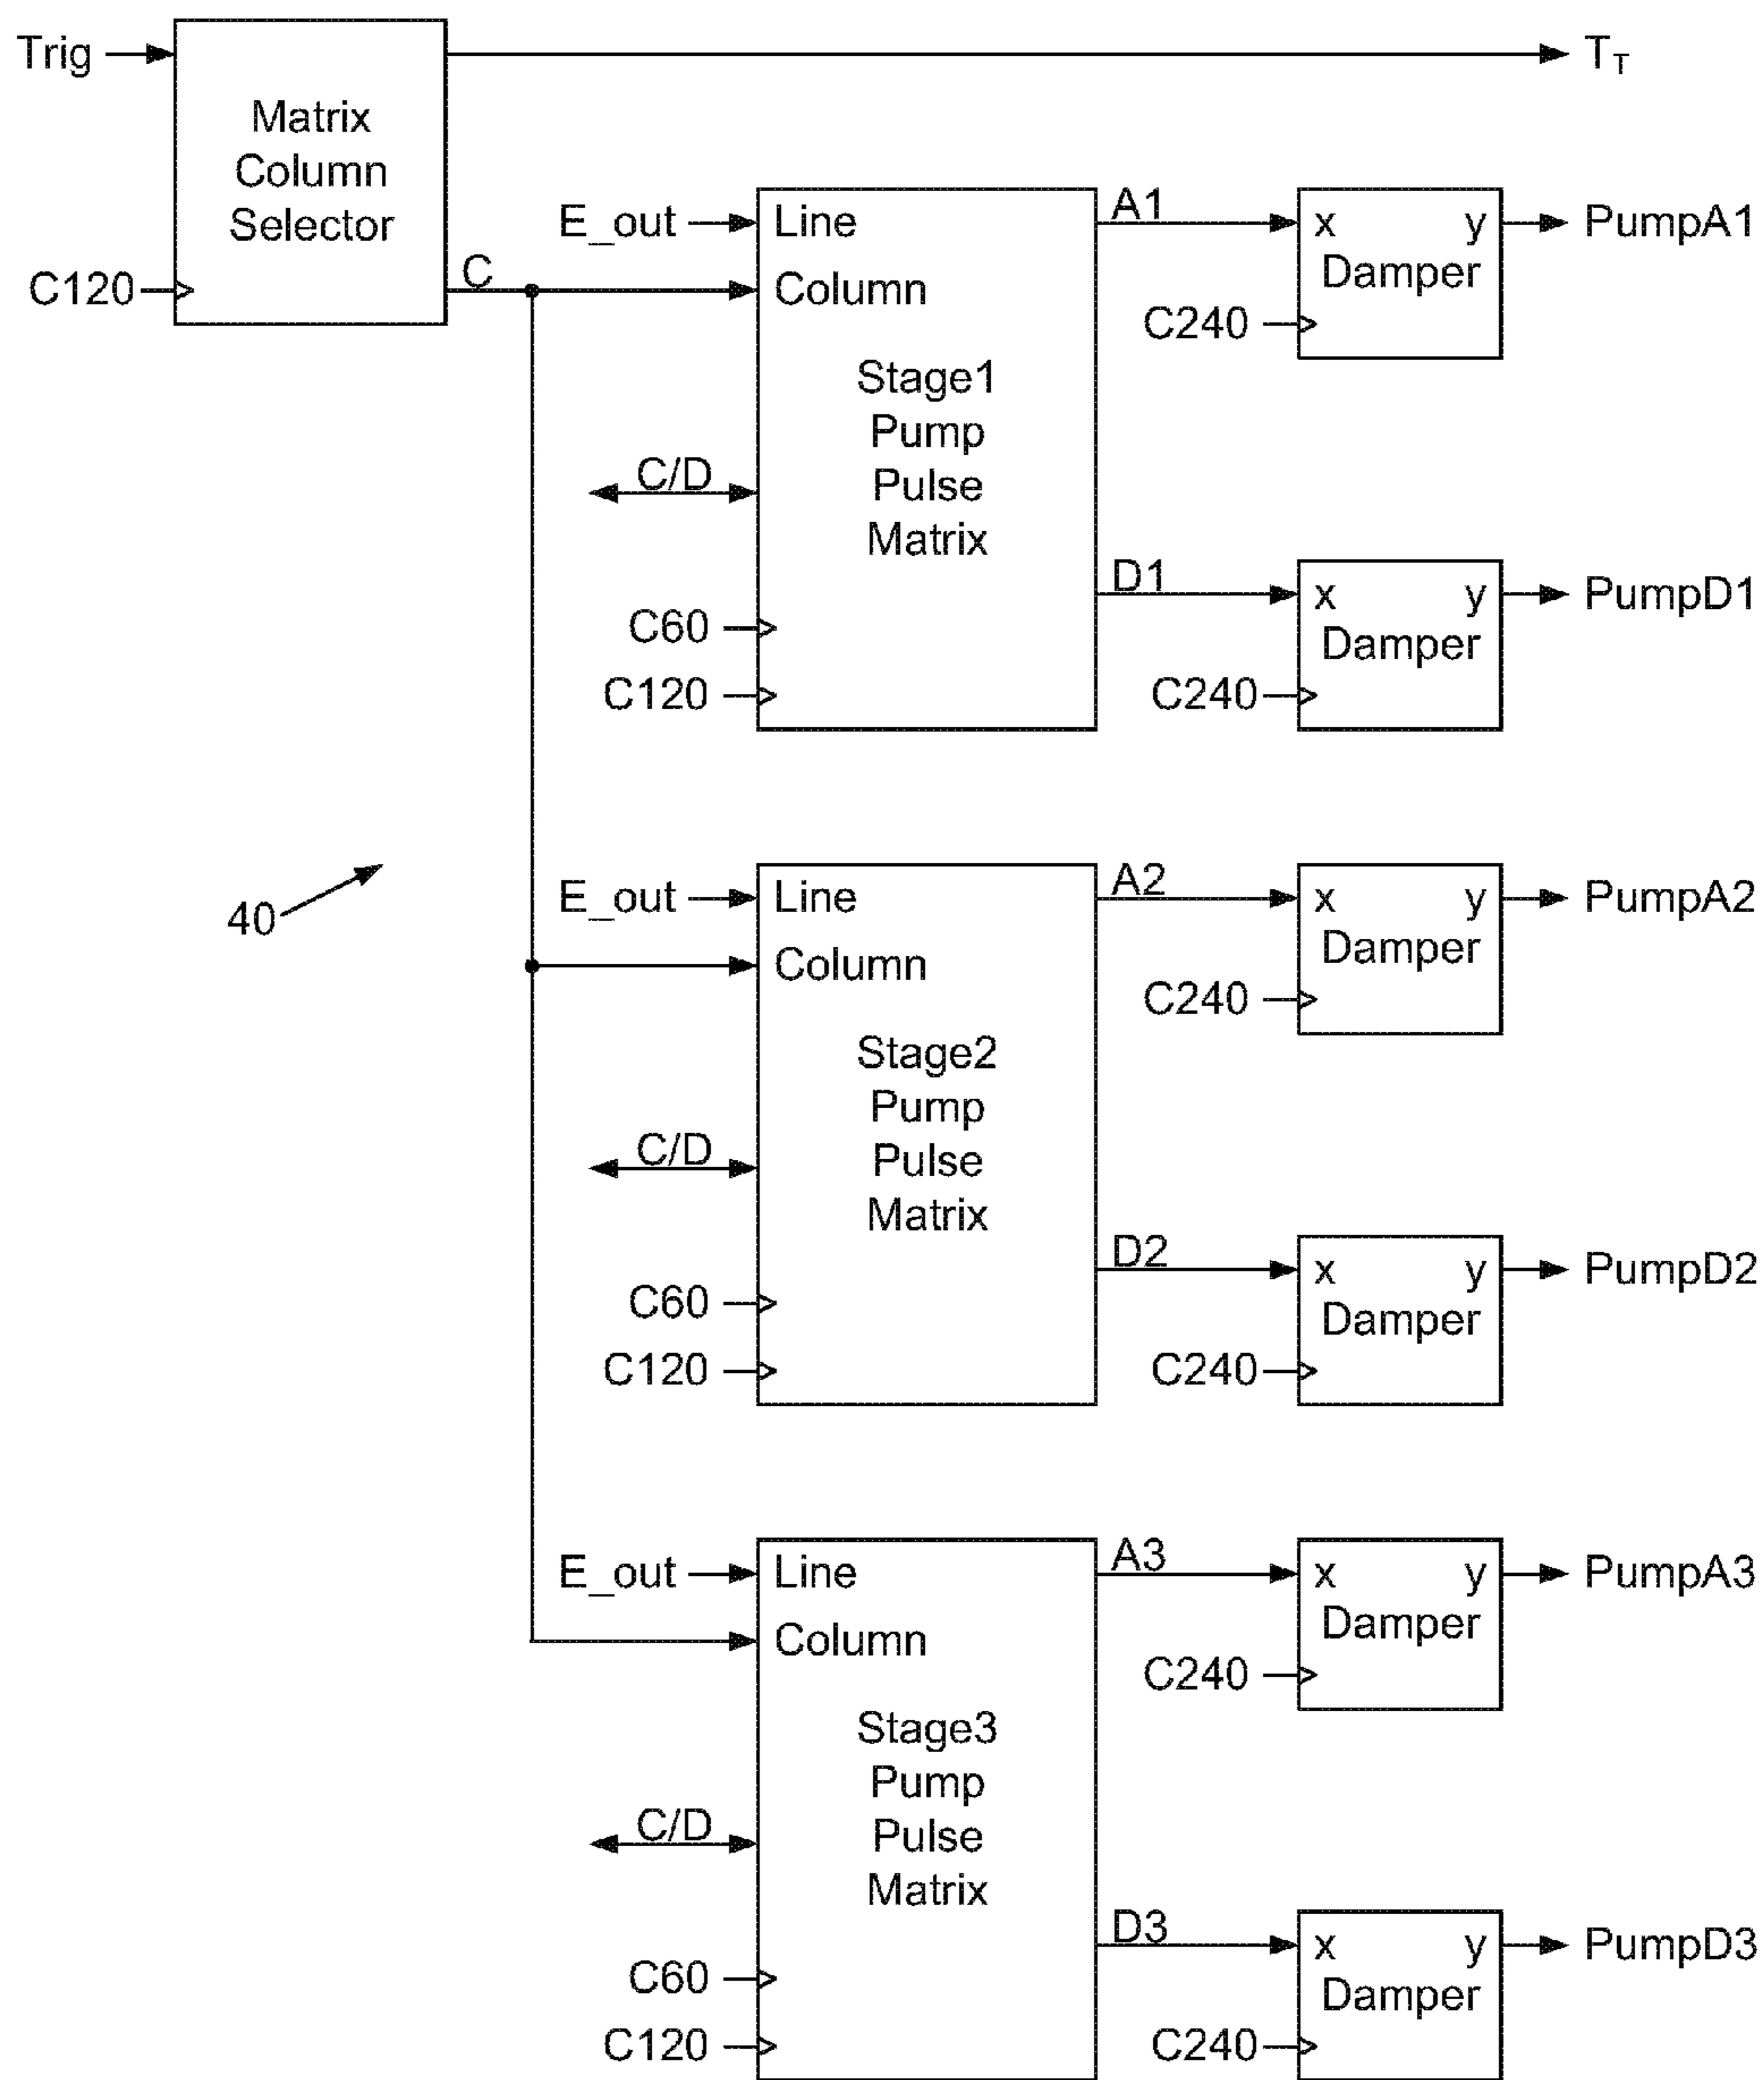 Trig
T_T
Matrix
Column
Selector
C120
C
E_out
Line
A1
x
y
PumpA1
Damper
Column
C240
Stage1
Pump
Pulse
Matrix
C/D
D1
x
y
PumpD1
Damper
C60
C120
C240
40
E_out
Line
A2
x
y
PumpA2
Damper
Column
C240
Stage2
Pump
Pulse
Matrix
C/D
D2
x
y
PumpD2
Damper
C60
C120
C240
E_out
Line
A3
x
y
PumpA3
Damper
Column
C240
Stage3
Pump
Pulse
Matrix
C/D
D3
x
y
PumpD3
Damper
C60
C120
C240